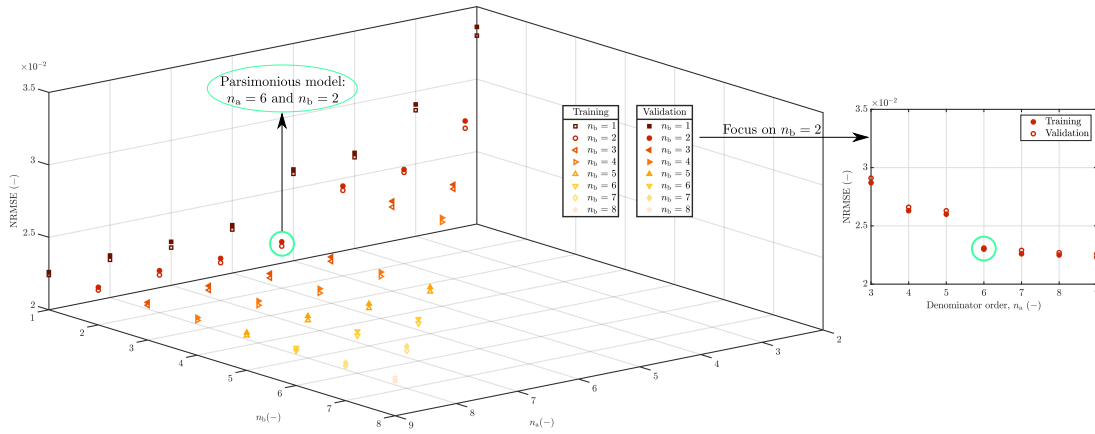 ×10⁻²
3.5
3
2.5
2
NRMSE (−)
1
2
3
4
5
6
7
8
n_b(−)
9
8
7
6
5
4
3
2
n_a(−)
Parsimonious model:
n_a = 6 and n_b = 2
Training
n_b = 1
n_b = 2
n_b = 3
n_b = 4
n_b = 5
n_b = 6
n_b = 7
n_b = 8
Validation
n_b = 1
n_b = 2
n_b = 3
n_b = 4
n_b = 5
n_b = 6
n_b = 7
n_b = 8
Focus on n_b = 2
×10⁻²
3.5
3
2.5
2
NRMSE (−)
Training
Validation
3
4
5
6
7
8
Denominator order, n_a (−)